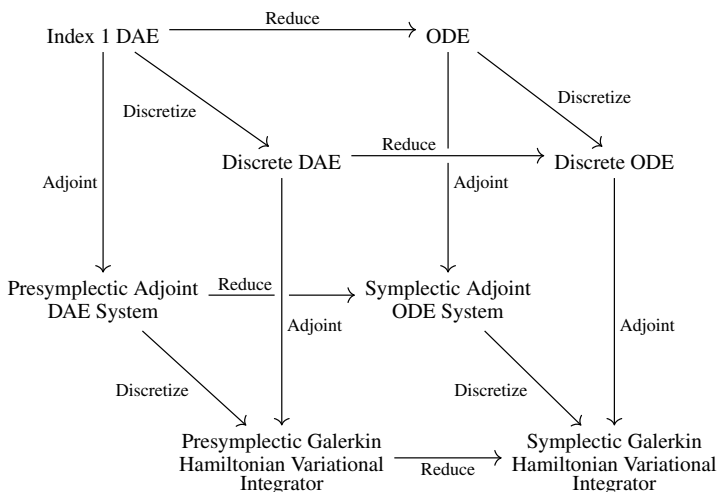 Reduce
Index 1 DAE
ODE
Discretize
Discretize
Reduce
Discrete DAE
Discrete ODE
Adjoint
Adjoint
Presymplectic Adjoint
DAE System
Reduce
Symplectic Adjoint
ODE System
Adjoint
Adjoint
Discretize
Discretize
Presymplectic Galerkin
Hamiltonian Variational
Integrator
Reduce
Symplectic Galerkin
Hamiltonian Variational
Integrator